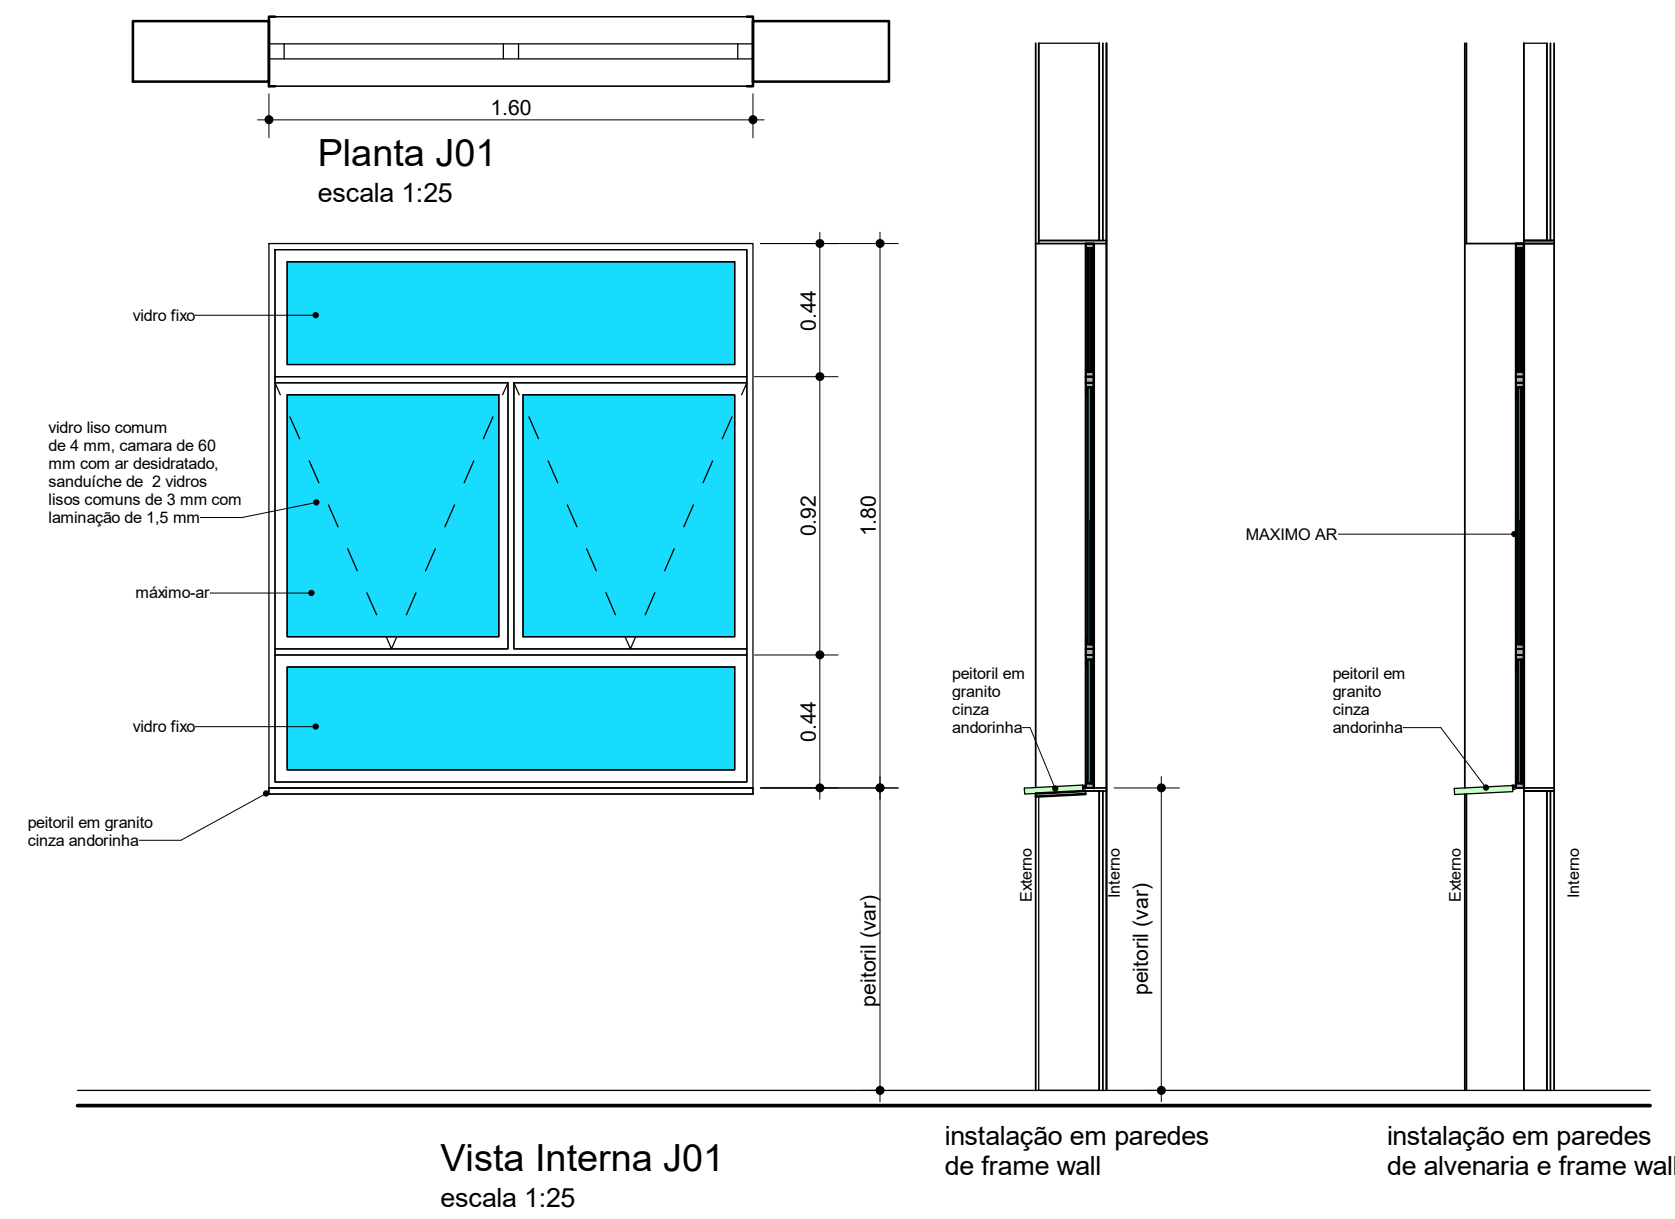 1.60
Planta J01
escala 1:25
vidro fixo
0.44
vidro liso comum
de 4 mm, camara de 60
mm com ar desidratado,
sanduíche de 2 vidros
lisos comuns de 3 mm com
laminação de 1,5 mm
0.92
1.80
MAXIMO AR
máximo-ar
vidro fixo
0.44
peitoril em
granito
cinza
andorinha
peitoril em
granito
cinza
andorinha
peitoril em granito
cinza andorinha
Externo
Interno
Externo
Interno
peitoril (var)
peitoril (var)
Vista Interna J01
escala 1:25
instalação em paredes
de frame wall
instalação em paredes
de alvenaria e frame wall